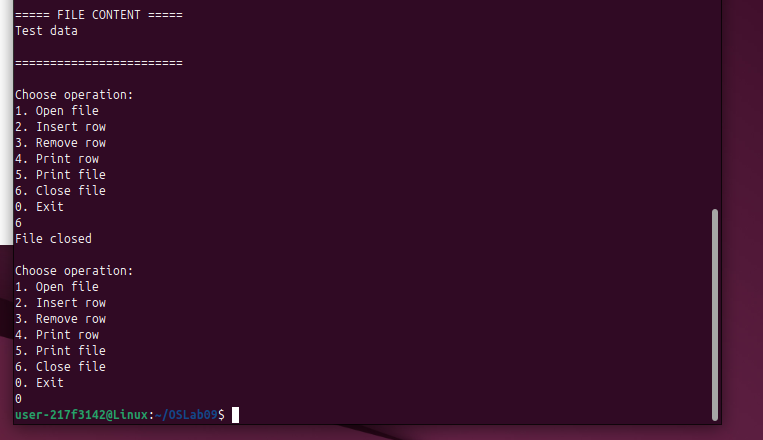 ===== FILE CONTENT =====
Test data
========================
Choose operation:
1. Open file
2. Insert row
3. Remove row
4. Print row
5. Print file
6. Close file
0. Exit
6
File closed
Choose operation:
1. Open file
2. Insert row
3. Remove row
4. Print row
5. Print file
6. Close file
0. Exit
0
user-217f3142@Linux:~/OSLab09$